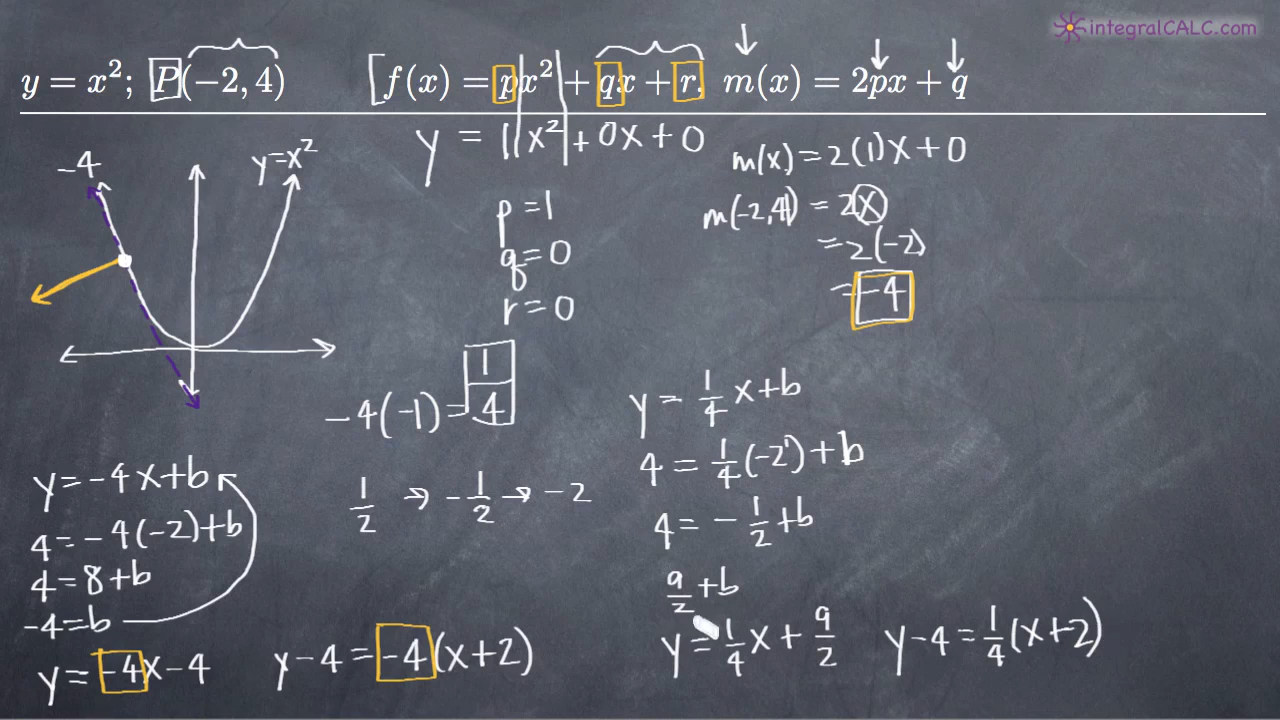 integralCALC.com
y = x²; P(−2, 4)
f(x) = px² + qx + r.
m(x) = 2px + q
y = 1x² + 0x + 0
−4
y=x²
m(x) = 2(1)x + 0
p = 1
q = 0
r = 0
m(-2,4) = 2(x)
= 2(-2)
= -4
-4(-1) = 1/4
1/2 → -1/2 → -2
y = -4x+b
4 = -4(-2)+b
4 = 8+b
-4 = b
y = -4x-4
y-4 = -4(x+2)
y = 1/4 x+b
4 = 1/4(-2)+b
4 = -1/2+b
9/2 +b
y = 1/4 x + 9/2
y-4 = 1/4(x+2)